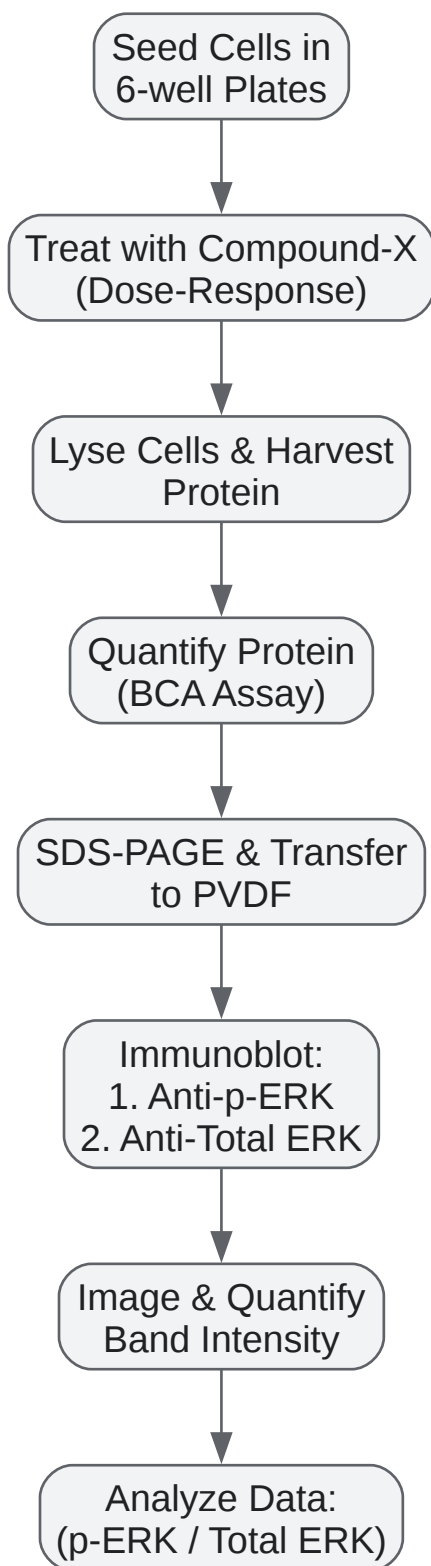 Seed Cells in
6-well Plates
Treat with Compound-X
(Dose-Response)
Lyse Cells & Harvest
Protein
Quantify Protein
(BCA Assay)
SDS-PAGE & Transfer
to PVDF
Immunoblot:
1. Anti-p-ERK
2. Anti-Total ERK
Image & Quantify
Band Intensity
Analyze Data:
(p-ERK / Total ERK)